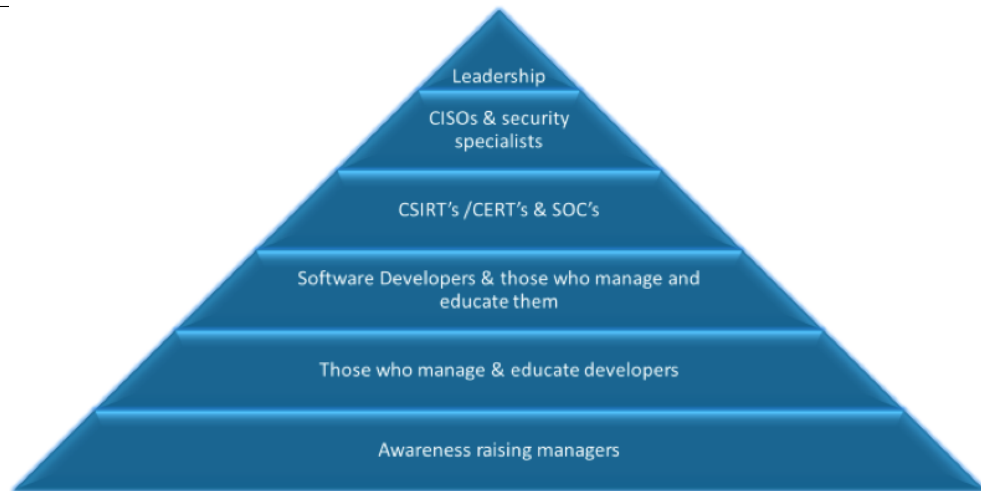 Leadership
CISOs & security
specialists
CSIRT's /CERT's & SOC's
Software Developers & those who manage and
educate them
Those who manage & educate developers
Awareness raising managers